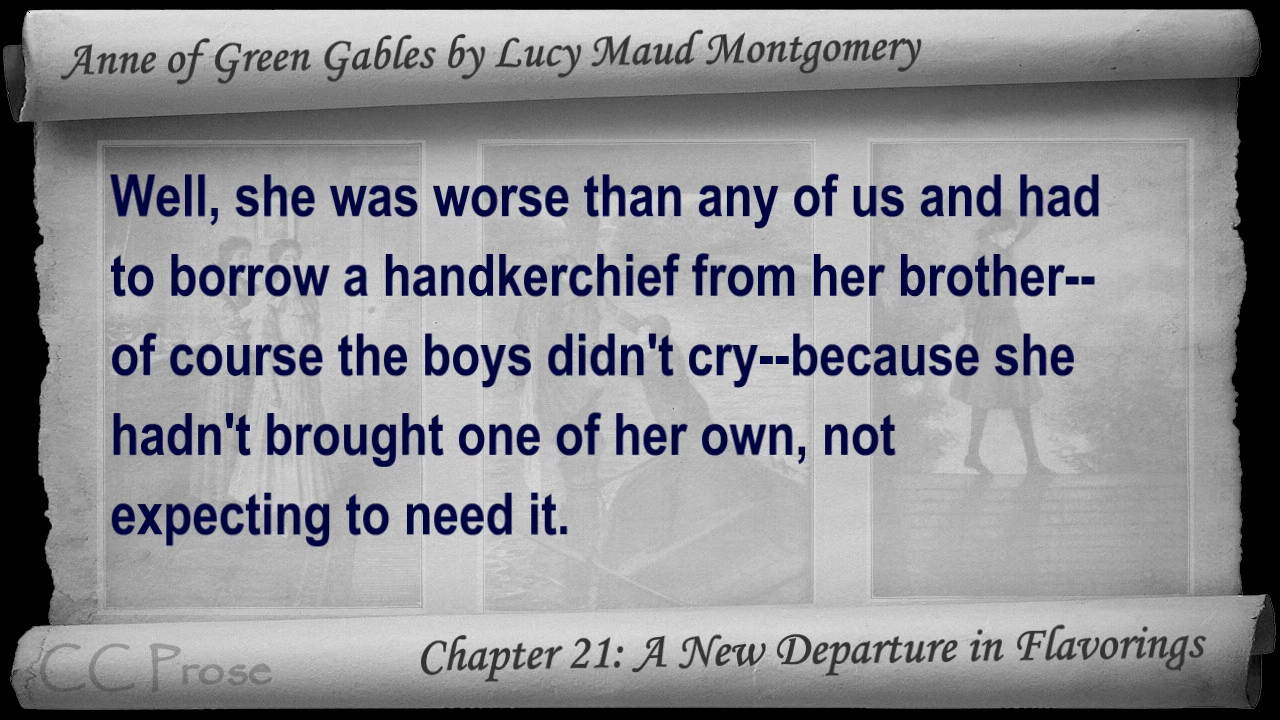 Anne of Green Gables by Lucy Maud Montgomery
Well, she was worse than any of us and had
to borrow a handkerchief from her brother--
of course the boys didn't cry--because she
hadn't brought one of her own, not
expecting to need it.
CC Prose
Chapter 21: A New Departure in Flavorings